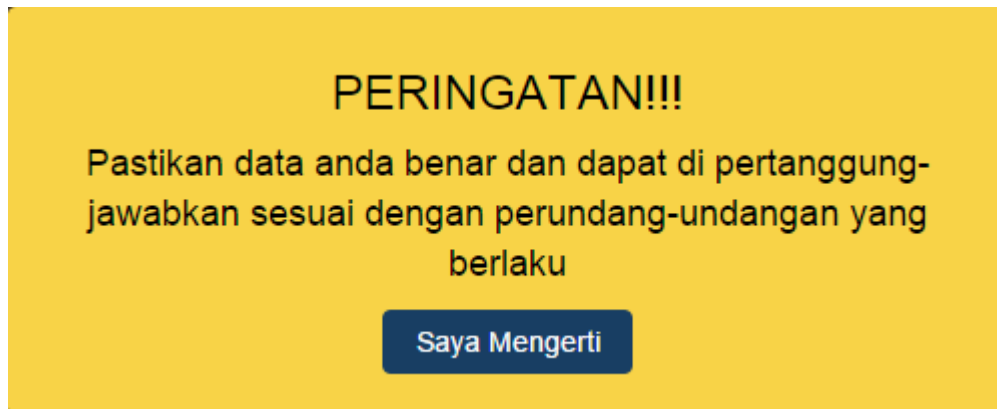 PERINGATAN!!!
Pastikan data anda benar dan dapat di pertanggung-
jawabkan sesuai dengan perundang-undangan yang
berlaku
Saya Mengerti